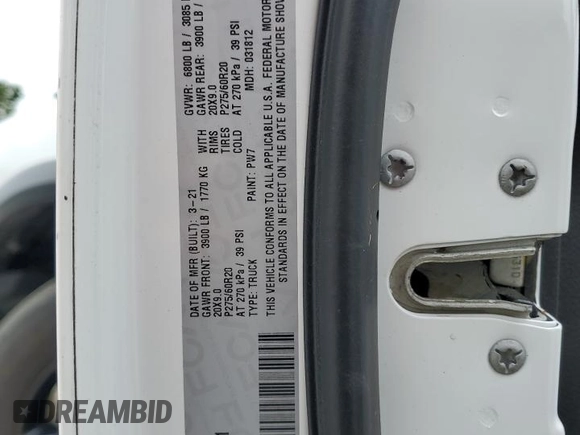 DATE OF MFR (BUILT): 3-21 GVWR: 6800 LB / 3085
GAWR FRONT: 3900 LB / 1770 KG WITH GAWR REAR: 3900 LB /
20X9.0 RIMS 20X9.0
P275/60R20 TIRES P275/60R20
AT 270 kPa / 39 PSI COLD AT 270 kPa / 39 PSI
TYPE: TRUCK PAINT: PW7 MDH: 031812
THIS VEHICLE CONFORMS TO ALL APPLICABLE U.S.A. FEDERAL MOTOR
STANDARDS IN EFFECT ON THE DATE OF MANUFACTURE SHOW
DREAMBID